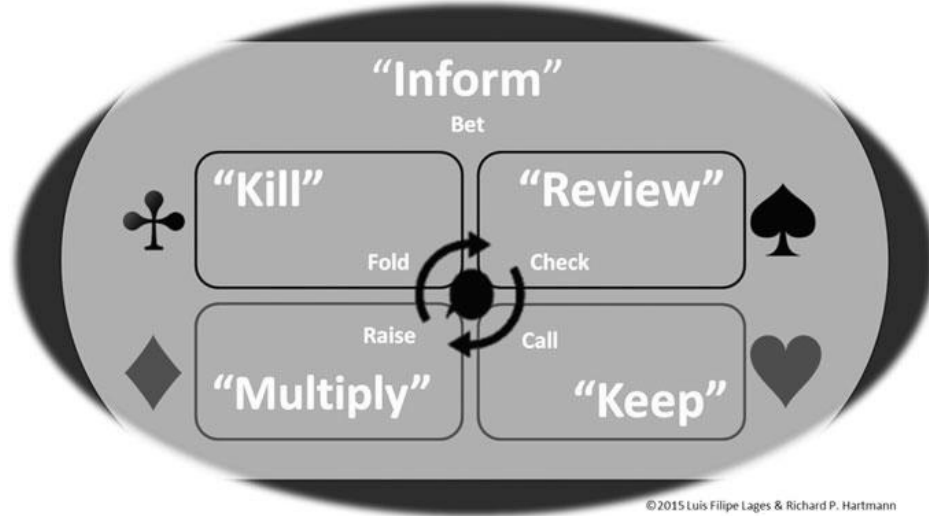 “Inform”
Bet
“Kill”
“Review”
Fold
Check
Raise
Call
“Multiply”
“Keep”
©2015 Luis Filipe Lages & Richard P. Hartmann